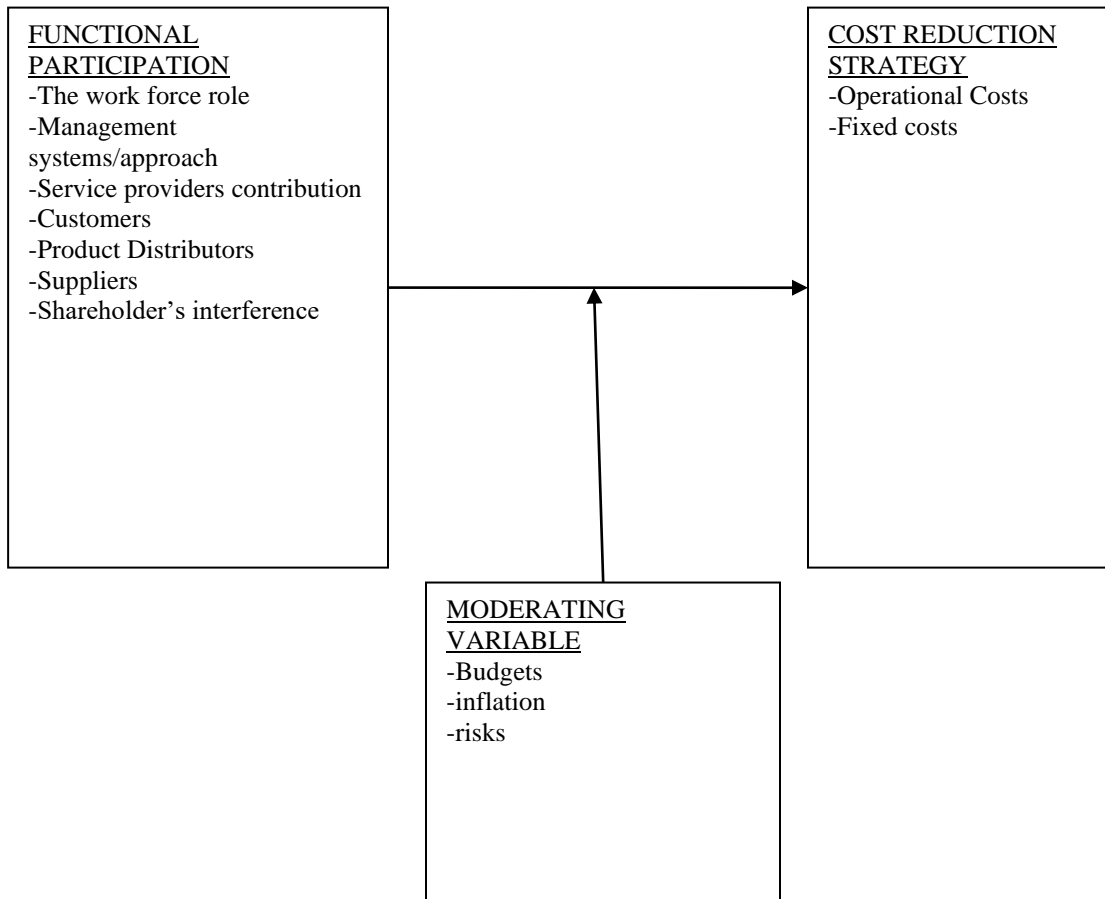 FUNCTIONAL
PARTICIPATION
-The work force role
-Management
systems/approach
-Service providers contribution
-Customers
-Product Distributors
-Suppliers
-Shareholder’s interference
COST REDUCTION
STRATEGY
-Operational Costs
-Fixed costs
MODERATING
VARIABLE
-Budgets
-inflation
-risks